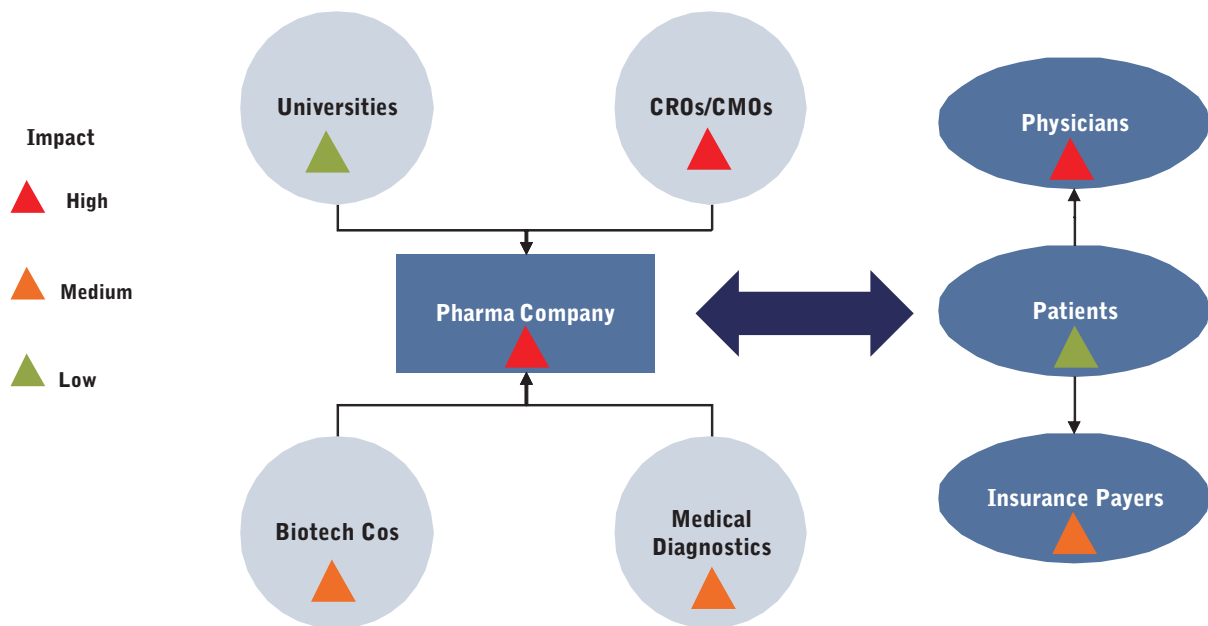 Impact
High
Medium
Low
Universities
CROs/CMOs
Pharma Company
Biotech Cos
Medical
Diagnostics
Physicians
Patients
Insurance Payers